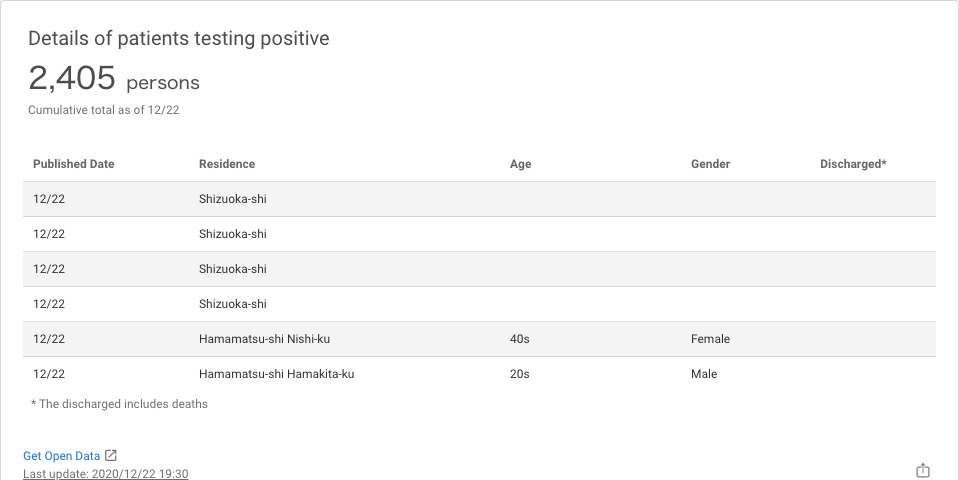 Details of patients testing positive
2,405 persons
Cumulative total as of 12/22
Published Date Residence Age Gender Discharged*
12/22 Shizuoka-shi
12/22 Shizuoka-shi
12/22 Shizuoka-shi
12/22 Shizuoka-shi
12/22 Hamamatsu-shi Nishi-ku 40s Female
12/22 Hamamatsu-shi Hamakita-ku 20s Male
* The discharged includes deaths
Get Open Data
Last update: 2020/12/22 19:30